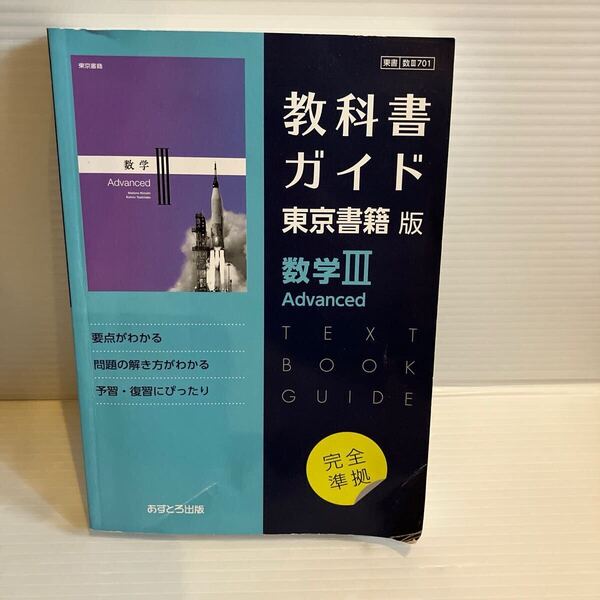 東京書籍
数学 III
Advanced
東書 数III701
教科書
ガイド
東京書籍 版
数学III
Advanced
TEXT
BOOK
GUIDE
要点がわかる
問題の解き方がわかる
予習・復習にぴったり
完全
準拠
あすとろ出版